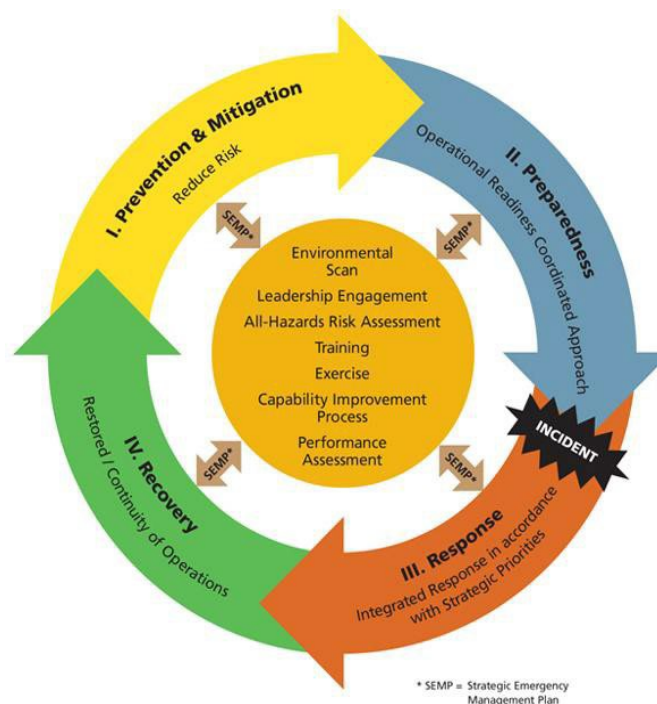 I. Prevention & Mitigation
Reduce Risk
II. Preparedness
Operational Readiness Coordinated Approach
SEMP*
SEMP*
Environmental
Scan
Leadership Engagement
All-Hazards Risk Assessment
Training
Exercise
Capability Improvement
Process
Performance
Assessment
SEMP*
SEMP*
INCIDENT
III. Response
Integrated Response in accordance
with Strategic Priorities
IV. Recovery
Restored / Continuity of Operations
* SEMP = Strategic Emergency
Management Plan